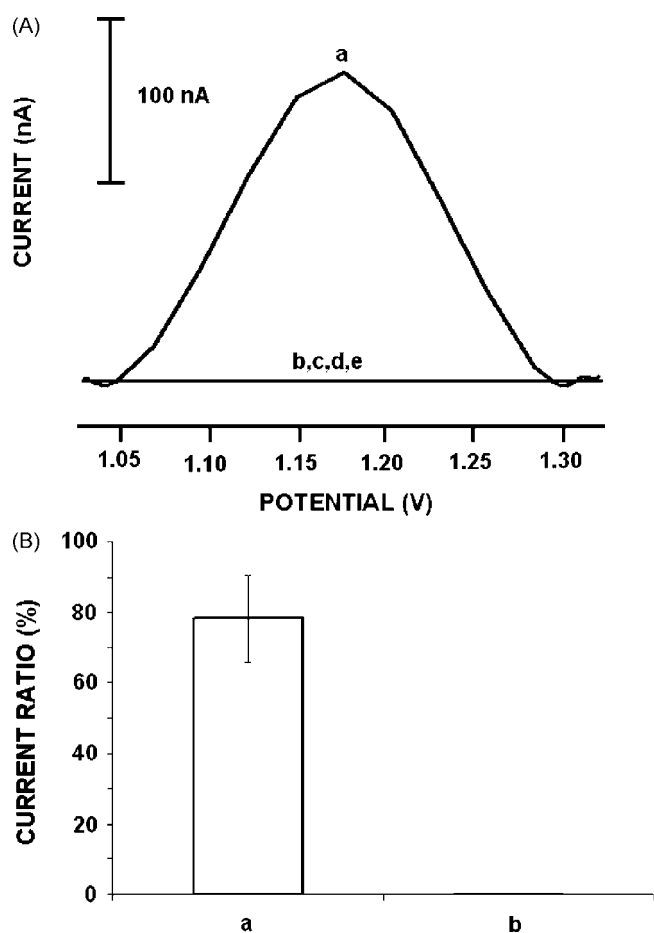 (A)
a
100 nA
CURRENT (nA)
b,c,d,e
1.05 1.10 1.15 1.20 1.25 1.30
POTENTIAL (V)
(B)
100
80
60
40
20
0
CURRENT RATIO (%)
a b